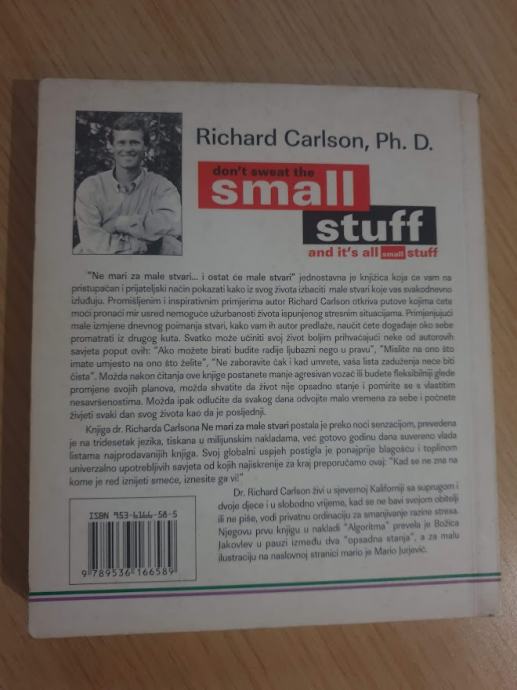 Richard Carlson, Ph. D.
don't sweat the
small
stuff
and it's all small stuff
"Ne mari za male stvari... i ostat će male stvari" jednostavna je knjižica koja će vam na
pristupačan i prijateljski način pokazati kako iz svog života izbaciti male stvari koje vas svakodnevno
izluđuju. Promišljenim i inspirativnim primjerima autor Richard Carlson otkriva putove kojima ćete
moći pronaći mir usred nemoguće užurbanosti života ispunjenog stresnim situacijama. Primjenjujući
male izmjene dnevnog poimanja stvari, kako vam ih autor predlaže, naučit ćete događaje oko sebe
promatrati iz drugog kuta. Svatko može učiniti svoj život boljim prihvaćajući neke od autorovih
savjeta poput ovih: "Ako možete birati budite radije ljubazni nego u pravu", "Mislite na ono što
imate umjesto na ono što želite", "Ne zaboravite čak i kad umrete, vaša lista zaduženja neće biti
čista". Možda nakon čitanja ove knjige postanete manje agresivan vozač ili budete fleksibilniji glede
promjene svojih planova, možda shvatite da život nije opsadno stanje i pomirite se s vlastitim
nesavršenostima. Možda ipak odlučite da svakog dana odvojite malo vremena za sebe i počnete
živjeti svaki dan svog života kao da je posljednji.
Knjiga dr. Richarda Carlsona Ne mari za male stvari postala je preko noći senzacijom, prevedena
je na tridesetak jezika, tiskana u milijunskim nakladama, već gotovo godinu dana suvereno vlada
listama najprodavanijih knjiga. Svoj globalni uspjeh postigla je ponajprije blagošću i toplinom
univerzalno upotrebljivih savjeta od kojih najiskrenije za kraj preporučamo ovaj: "Kad se ne zna na
kome je red iznijeti smeće, iznesite ga vi!"
Dr. Richard Carlson živi u sjevernoj Kaliforniji sa suprugom i
dvoje djece i u slobodno vrijeme, kad se ne bavi svojom obitelji
ili ne piše, vodi privatnu ordinaciju za smanjivanje razine stresa.
Njegovu prvu knjigu u nakladi "Algoritma" prevela je Božica
Jakovlev u pauzi između dva "opsadna stanja", a za malu
ilustraciju na naslovnoj stranici mario je Mario Jurjević.
ISBN 953-6166-58-5
9 789536 166589